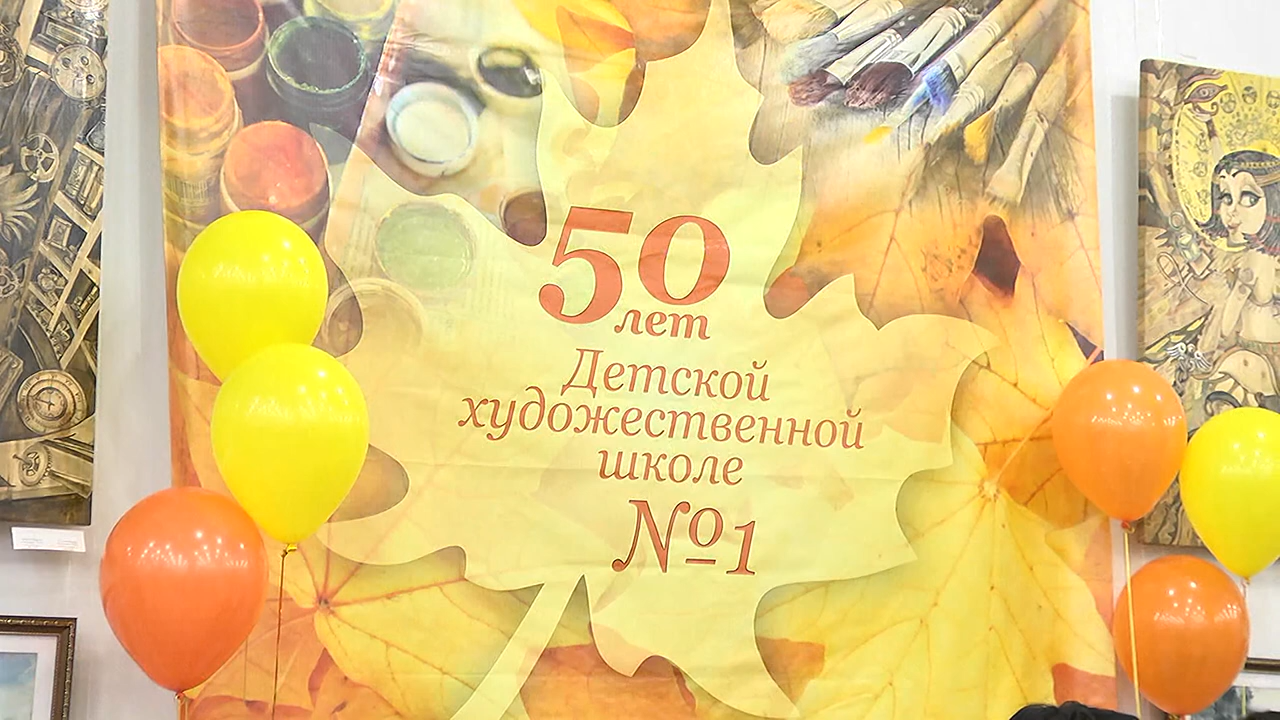 50
лет
Детской
художественной
школе
№1